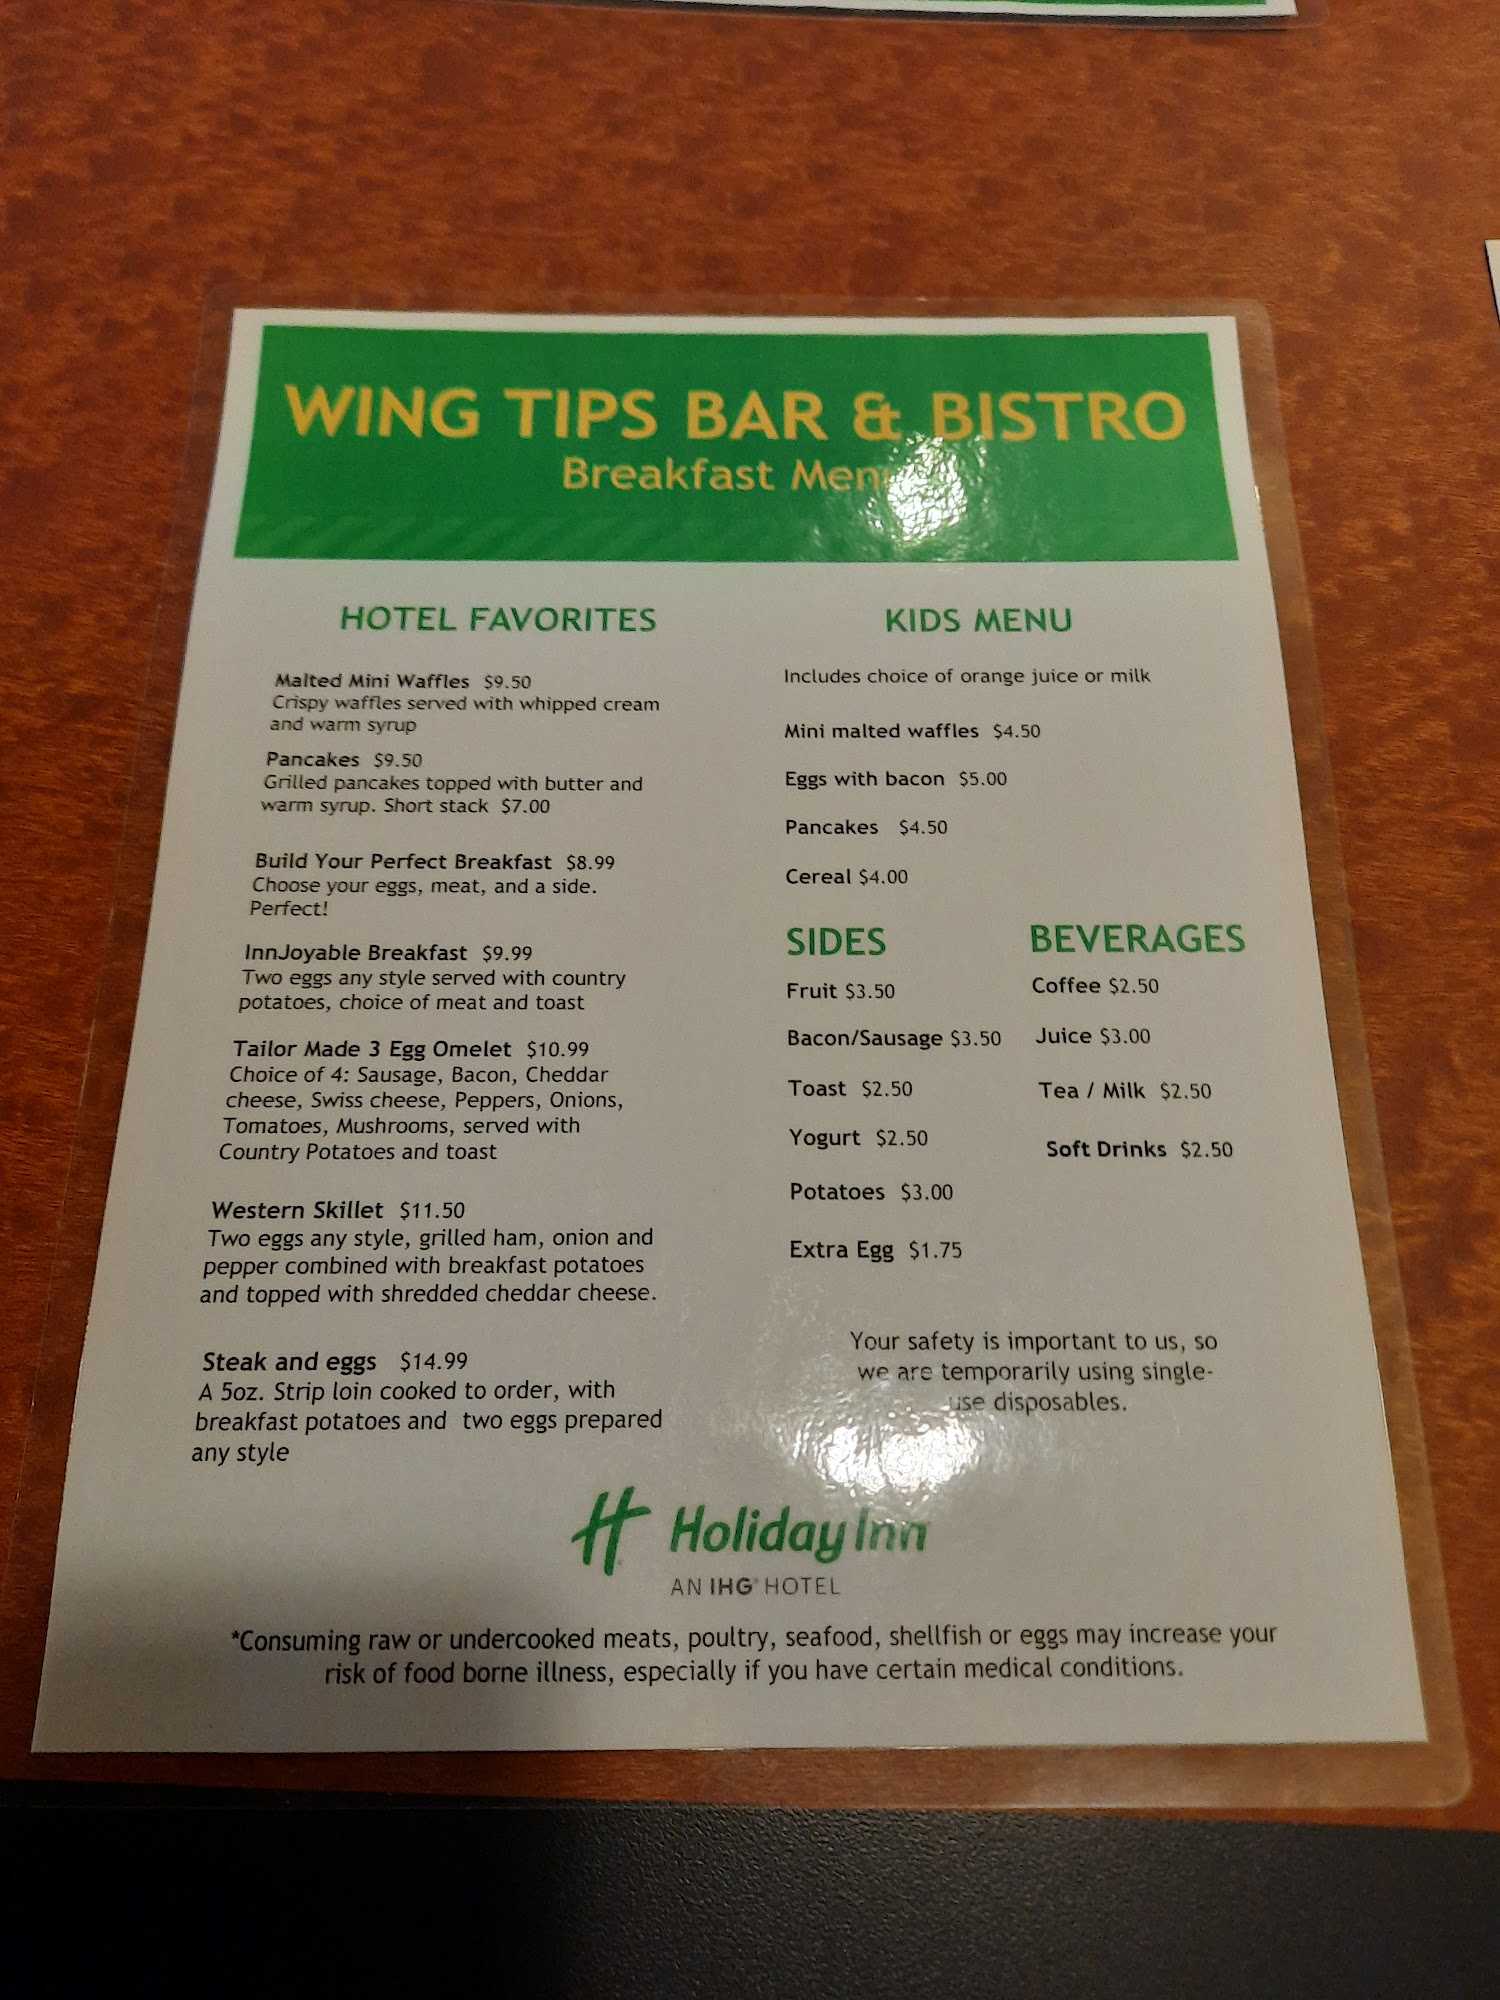 WING TIPS BAR & BISTRO
Breakfast
HOTEL FAVORITES
Malted Mini Waffles $9.50
Crispy waffles served with whipped cream
and warm syrup
Pancakes $9.50
Grilled pancakes topped with butter and
warm syrup. Short stack $7.00
Build Your Perfect Breakfast $8.99
Choose your eggs, meat, and a side.
Perfect!
InnJoyable Breakfast $9.99
Two eggs any style served with country
potatoes, choice of meat and toast
Tailor Made 3 Egg Omelet $10.99
Choice of 4: Sausage, Bacon, Cheddar
cheese, Swiss cheese, Peppers, Onions,
Tomatoes, Mushrooms, served with
Country Potatoes and toast
Western Skillet $11.50
Two eggs any style, grilled ham, onion and
pepper combined with breakfast potatoes
and topped with shredded cheddar cheese.
Steak and eggs $14.99
A 5oz. Strip loin cooked to order, with
breakfast potatoes and two eggs prepared
any style
KIDS MENU
Includes choice of orange juice or milk
Mini malted waffles $4.50
Eggs with bacon $5.00
Pancakes $4.50
Cereal $4.00
SIDES
Fruit $3.50
Bacon/Sausage $3.50
Toast $2.50
Yogurt $2.50
Potatoes $3.00
Extra Egg $1.75
BEVERAGES
Coffee $2.50
Juice $3.00
Tea / Milk $2.50
Soft Drinks $2.50
Your safety is important to us, so
we are temporarily using single-
use disposables.
H Holiday Inn
AN IHG® HOTEL
*Consuming raw or undercooked meats, poultry, seafood, shellfish or eggs may increase your
risk of food borne illness, especially if you have certain medical conditions.